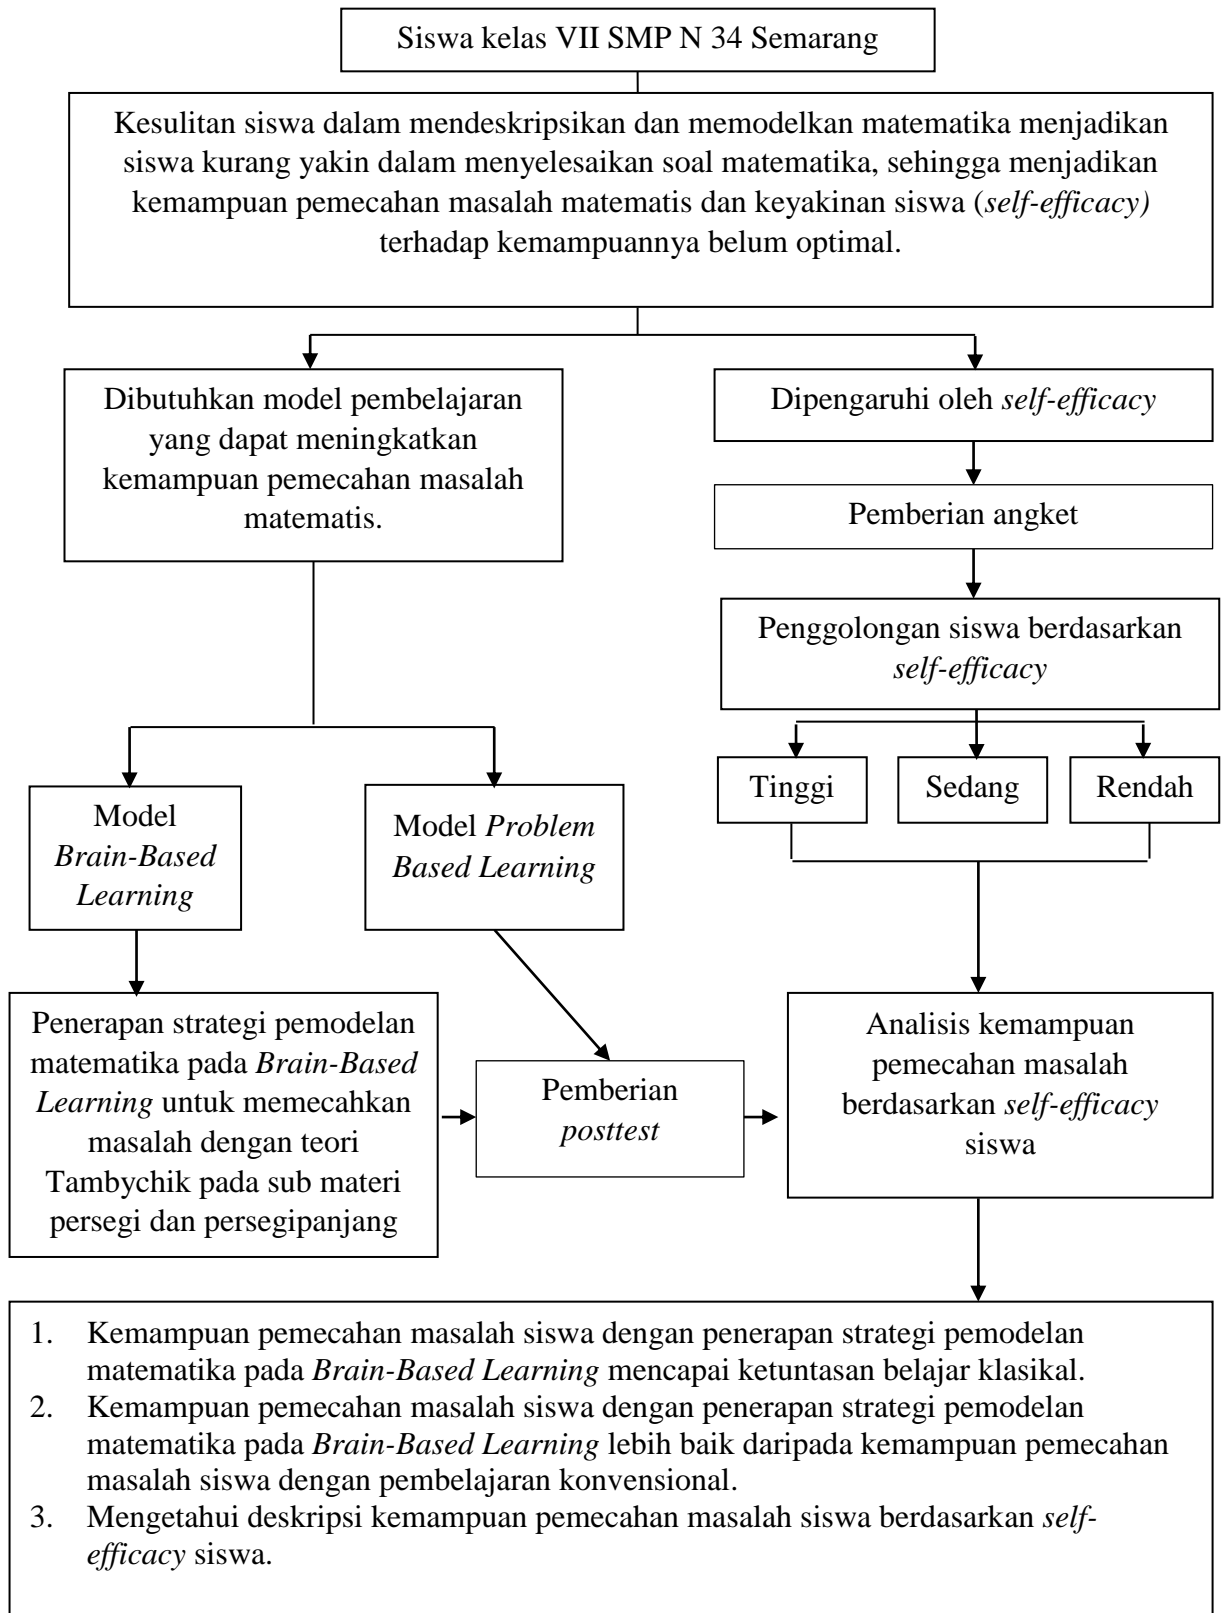 Siswa kelas VII SMP N 34 Semarang
Kesulitan siswa dalam mendeskripsikan dan memodelkan matematika menjadikan
siswa kurang yakin dalam menyelesaikan soal matematika, sehingga menjadikan
kemampuan pemecahan masalah matematis dan keyakinan siswa (self-efficacy)
terhadap kemampuannya belum optimal.
Dibutuhkan model pembelajaran
yang dapat meningkatkan
kemampuan pemecahan masalah
matematis.
Dipengaruhi oleh self-efficacy
Pemberian angket
Penggolongan siswa berdasarkan
self-efficacy
Tinggi
Sedang
Rendah
Model
Brain-Based
Learning
Model Problem
Based Learning
Penerapan strategi pemodelan
matematika pada Brain-Based
Learning untuk memecahkan
masalah dengan teori
Tambychik pada sub materi
persegi dan persegipanjang
Pemberian
posttest
Analisis kemampuan
pemecahan masalah
berdasarkan self-efficacy
siswa
1. Kemampuan pemecahan masalah siswa dengan penerapan strategi pemodelan
matematika pada Brain-Based Learning mencapai ketuntasan belajar klasikal.
2. Kemampuan pemecahan masalah siswa dengan penerapan strategi pemodelan
matematika pada Brain-Based Learning lebih baik daripada kemampuan pemecahan
masalah siswa dengan pembelajaran konvensional.
3. Mengetahui deskripsi kemampuan pemecahan masalah siswa berdasarkan self-
efficacy siswa.